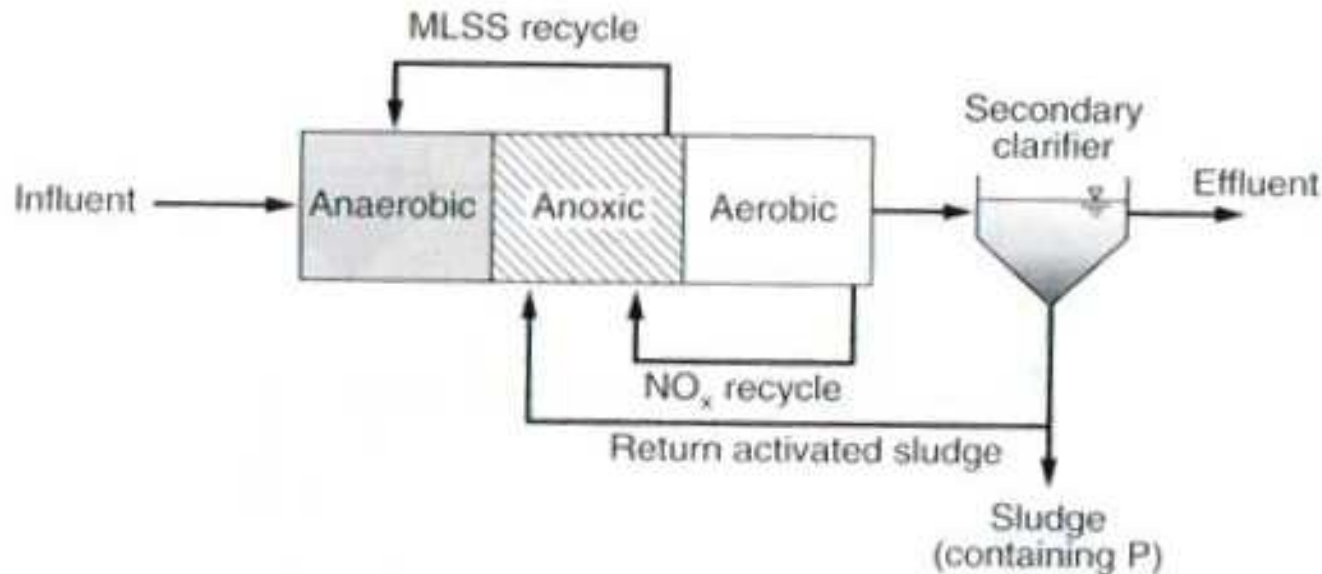 MLSS recycle
Secondary
clarifier
Influent
Anaerobic
Anoxic
Aerobic
Effluent
NOₓ recycle
Return activated sludge
Sludge
(containing P)